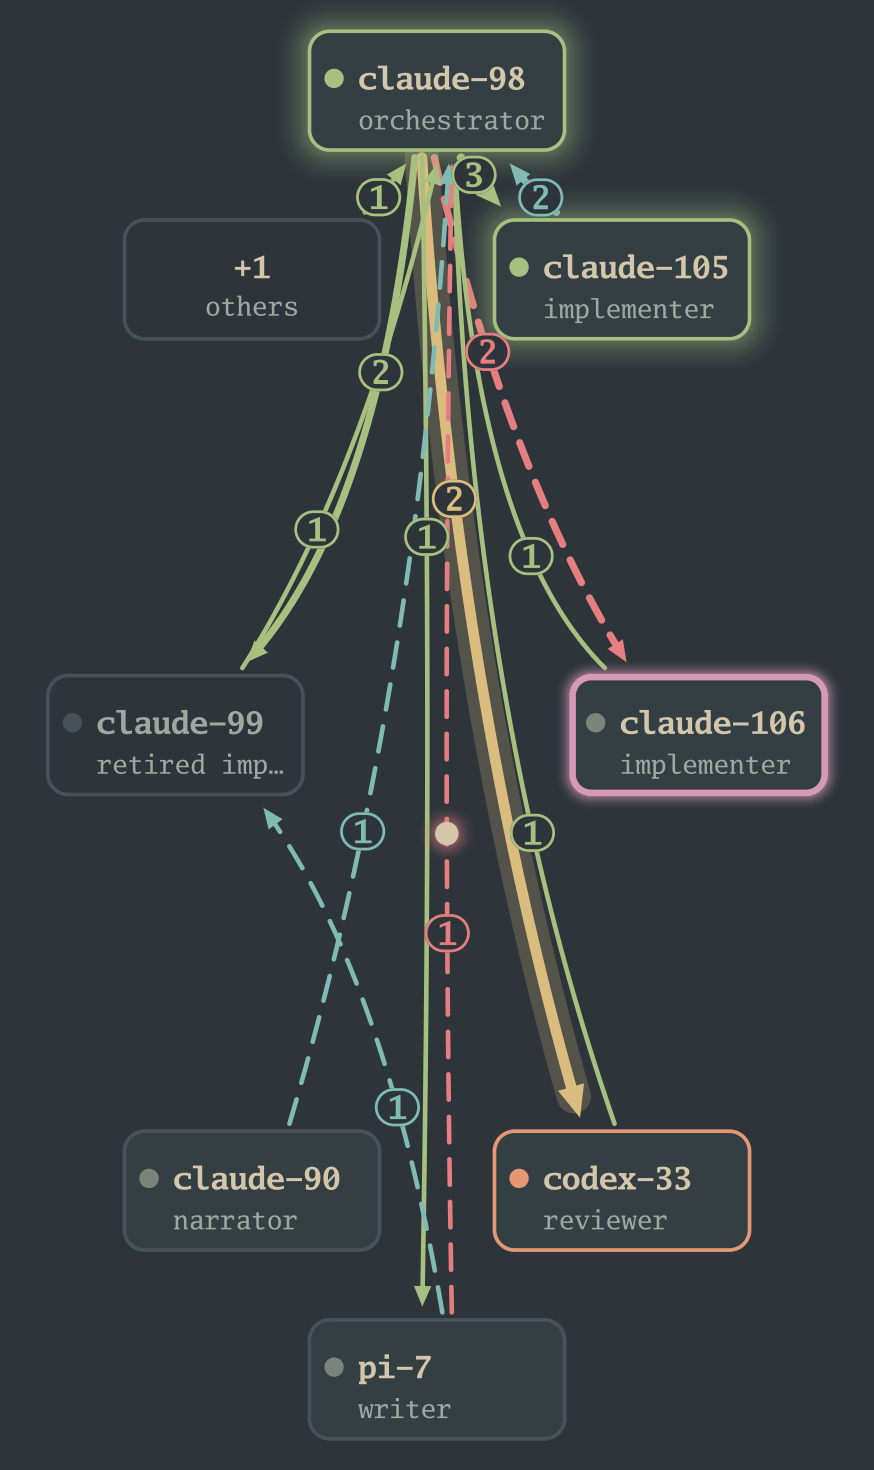 claude-98
orchestrator
1
3
2
+1
others
claude-105
implementer
2
2
2
1
1
1
claude-99
retired imp…
claude-106
implementer
1
1
1
1
claude-90
narrator
codex-33
reviewer
pi-7
writer